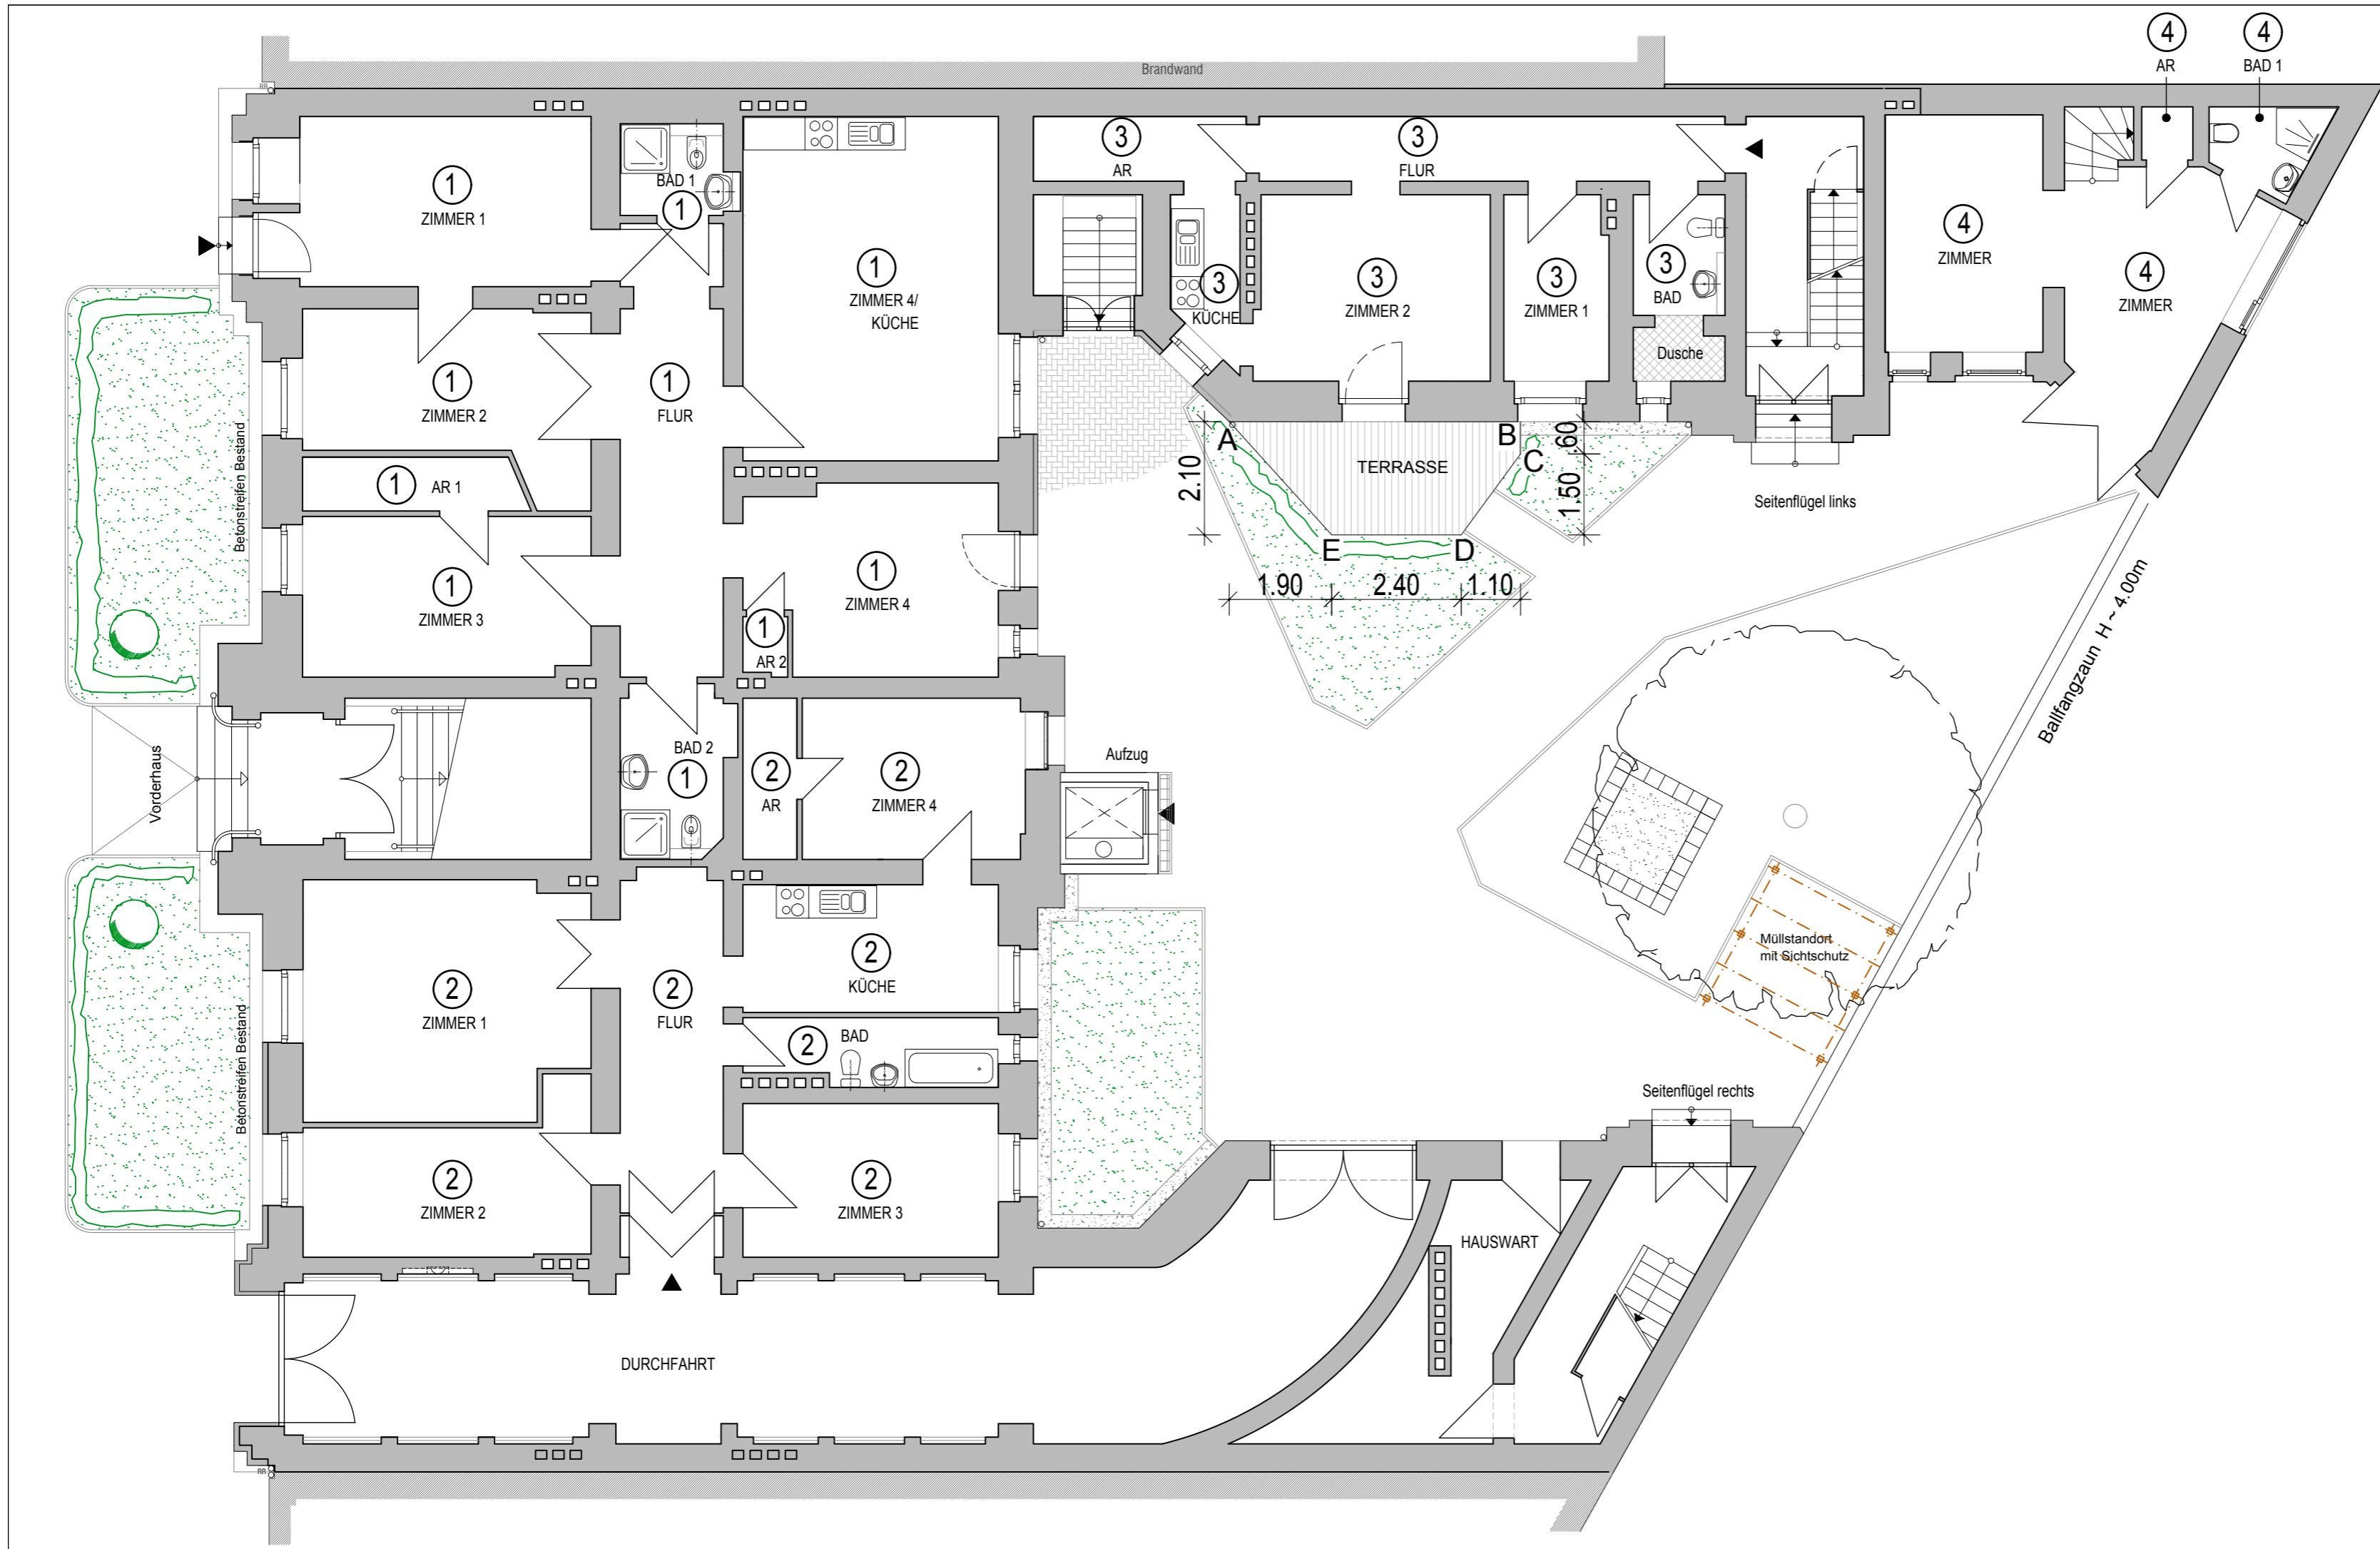 4
4
AR
BAD 1
Brandwand
RR
1
ZIMMER 1
BAD 1
1
1
ZIMMER 4/
KÜCHE
3
AR
3
FLUR
3
KÜCHE
3
ZIMMER 2
3
ZIMMER 1
3
BAD
Dusche
4
ZIMMER
4
ZIMMER
1
ZIMMER 2
1
FLUR
Betonstreifen Bestand
1
AR 1
A
B
C
TERRASSE
2.10
.60
1.50
E
D
1.90
2.40
1.10
Seitenflügel links
1
ZIMMER 3
1
ZIMMER 4
1
AR 2
Ballfangzaun H ~ 4.00m
Vorderhaus
BAD 2
1
2
AR
2
ZIMMER 4
Aufzug
Müllstandort
mit Sichtschutz
2
ZIMMER 1
2
FLUR
2
KÜCHE
2
BAD
Betonstreifen Bestand
Seitenflügel rechts
2
ZIMMER 2
2
ZIMMER 3
HAUSWART
DURCHFAHRT
RR